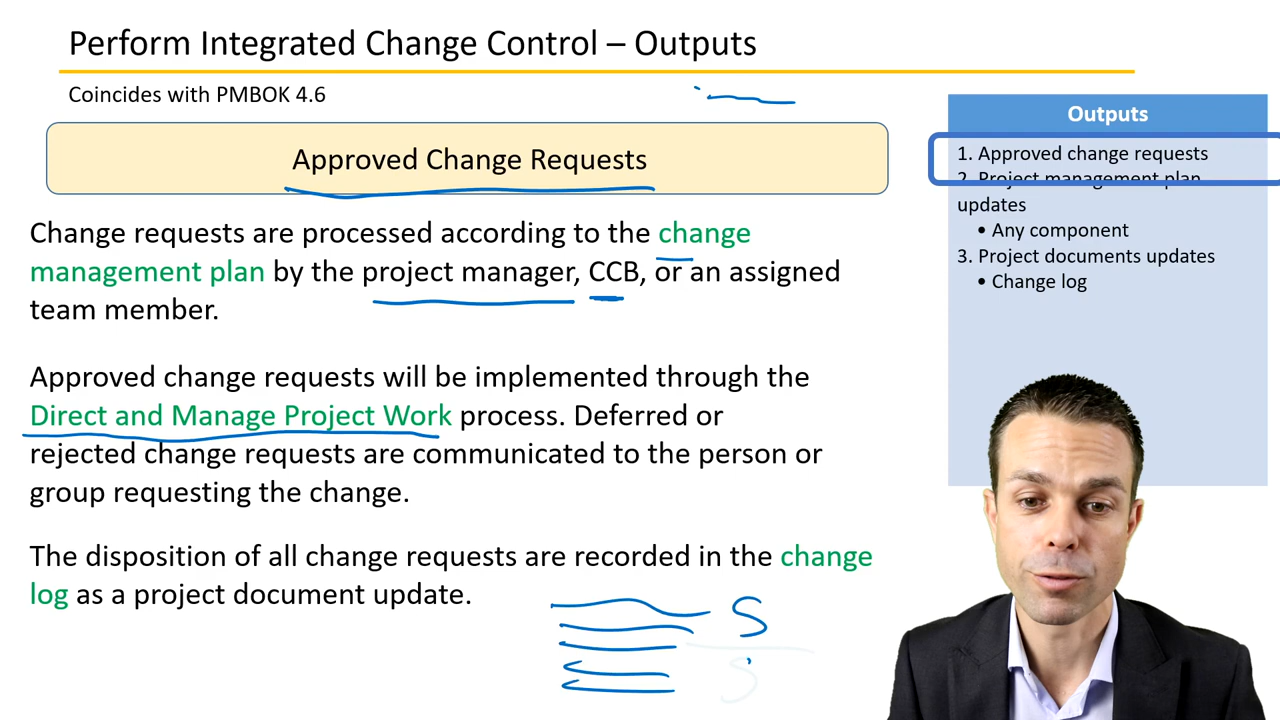 Perform Integrated Change Control – Outputs
Coincides with PMBOK 4.6
Approved Change Requests
Change requests are processed according to the change
management plan by the project manager, CCB, or an assigned
team member.
Approved change requests will be implemented through the
Direct and Manage Project Work process. Deferred or
rejected change requests are communicated to the person or
group requesting the change.
The disposition of all change requests are recorded in the change
log as a project document update.
S
S
Outputs
1. Approved change requests
2. Project management plan
updates
• Any component
3. Project documents updates
• Change log